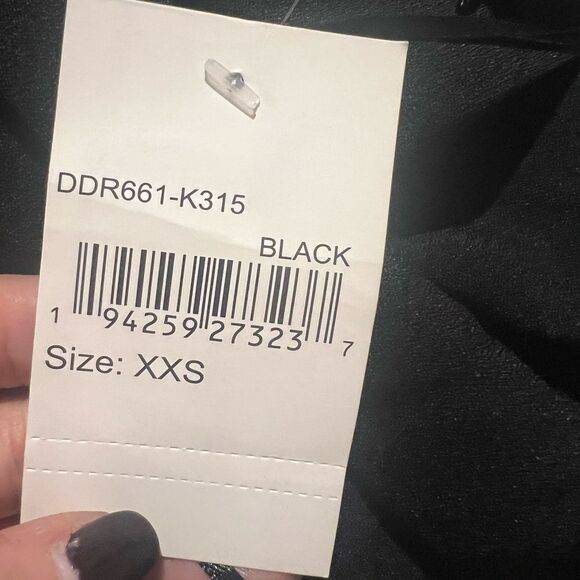 DDR661-K315
BLACK
1 94259 27323 7
Size: XXS